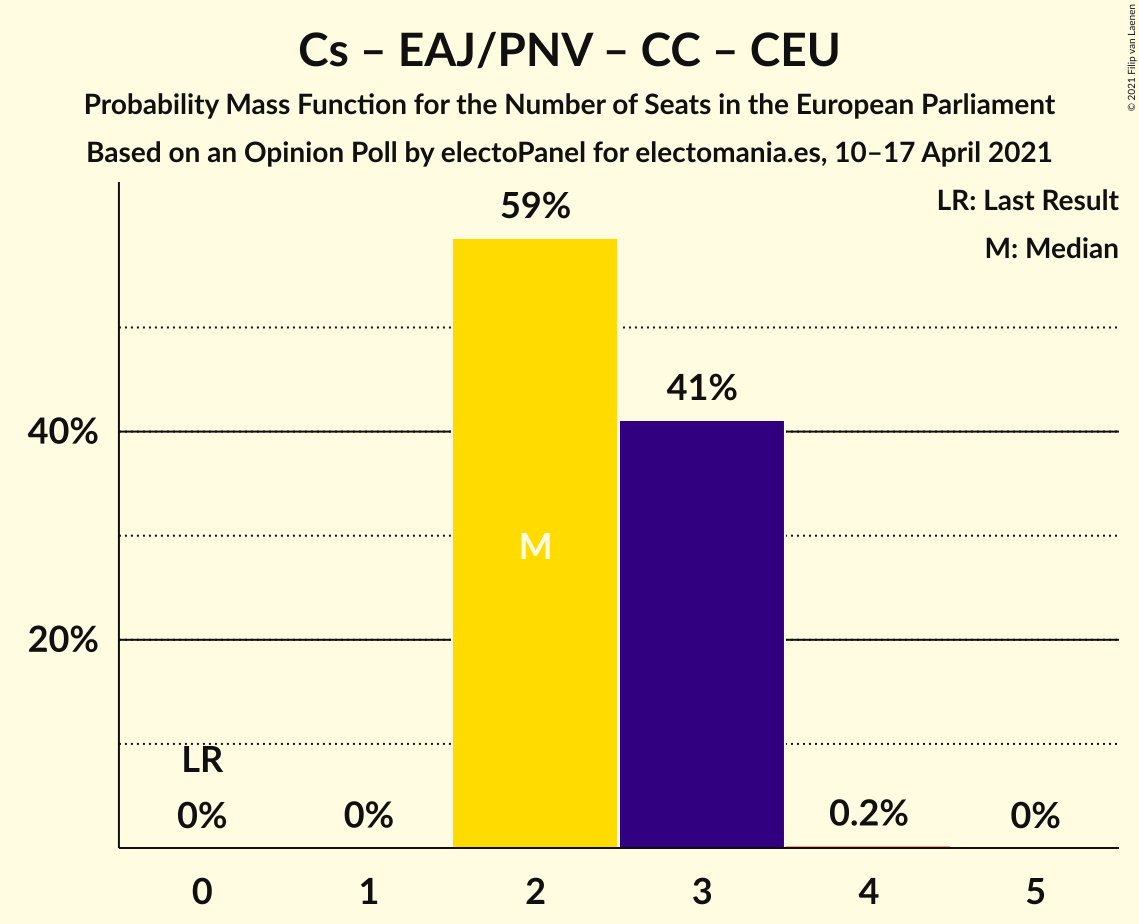 Cs – EAJ/PNV – CC – CEU
Probability Mass Function for the Number of Seats in the European Parliament
Based on an Opinion Poll by electoPanel for electomania.es, 10–17 April 2021
© 2021 Filip van Laenen
LR: Last Result
M: Median
59%
41%
40%
M
20%
LR
0%
0%
0.2%
0%
0
1
2
3
4
5